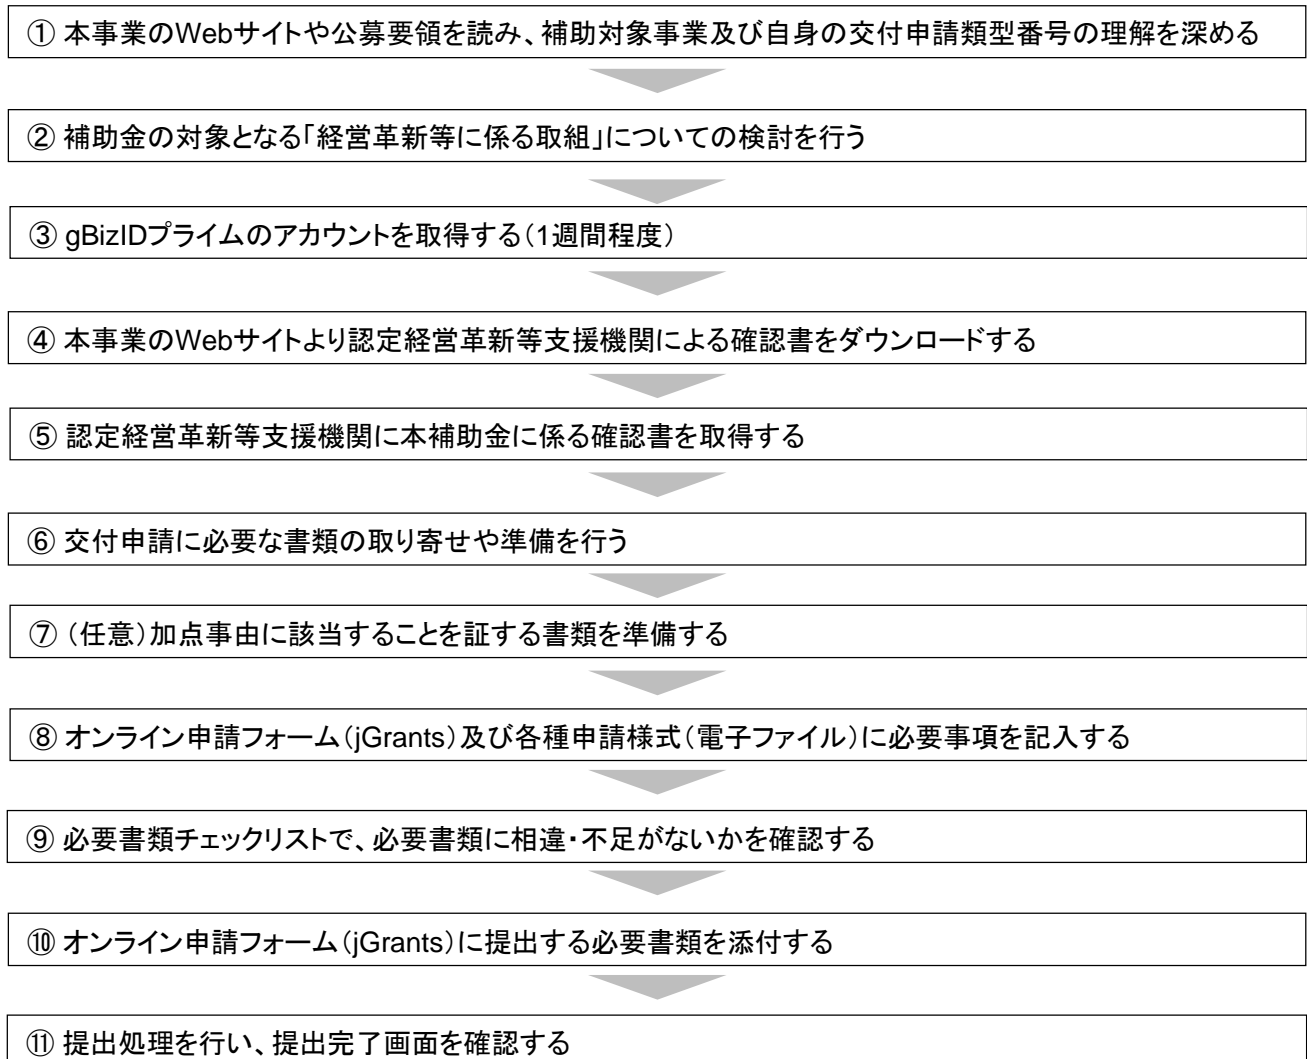 ① 本事業のWebサイトや公募要領を読み、補助対象事業及び自身の交付申請類型番号の理解を深める
② 補助金の対象となる「経営革新等に係る取組」についての検討を行う
③ gBizIDプライムのアカウントを取得する（1週間程度）
④ 本事業のWebサイトより認定経営革新等支援機関による確認書をダウンロードする
⑤ 認定経営革新等支援機関に本補助金に係る確認書を取得する
⑥ 交付申請に必要な書類の取り寄せや準備を行う
⑦ （任意）加点事由に該当することを証する書類を準備する
⑧ オンライン申請フォーム（jGrants）及び各種申請様式（電子ファイル）に必要事項を記入する
⑨ 必要書類チェックリストで、必要書類に相違・不足がないかを確認する
⑩ オンライン申請フォーム（jGrants）に提出する必要書類を添付する
⑪ 提出処理を行い、提出完了画面を確認する